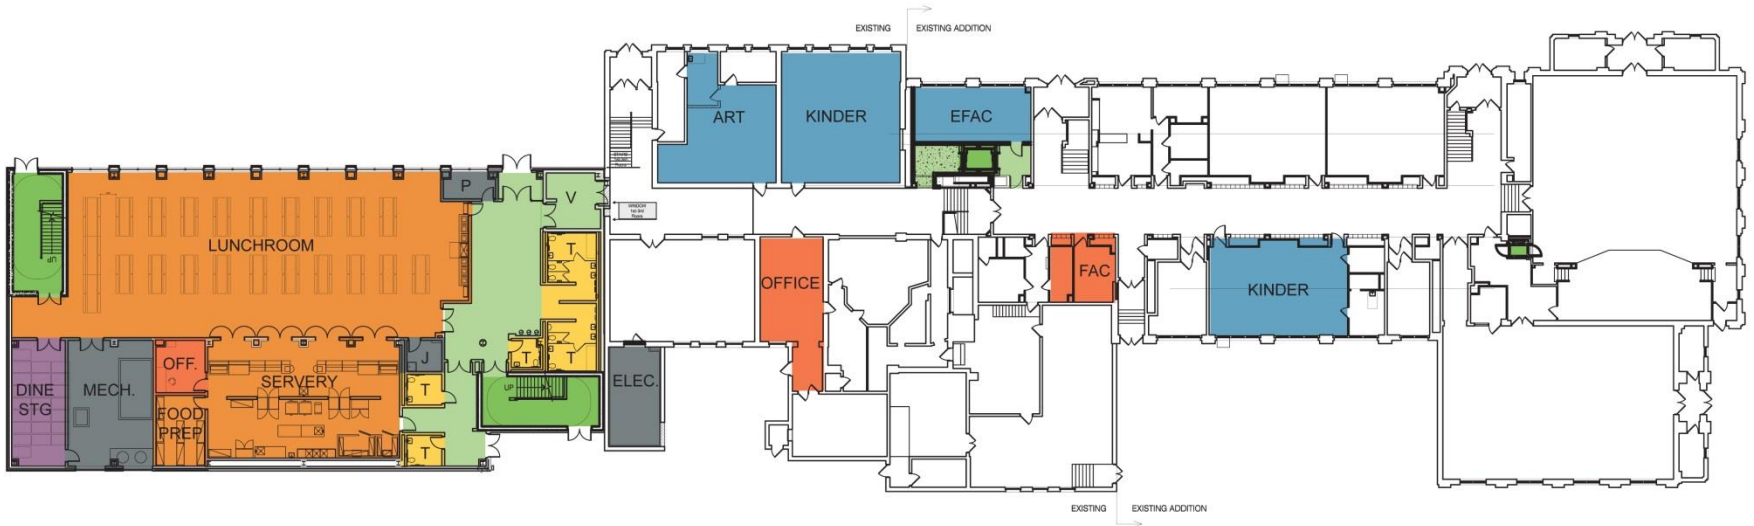 EXISTING
EXISTING ADDITION
ART
KINDER
EFAC
P
V
WINDOW
LUNCHROOM
UP
T
OFFICE
FAC
KINDER
T
T
J
OFF.
SERVERY
MECH.
DINE
STG
FOOD
PREP
T
UP
ELEC.
T
EXISTING
EXISTING ADDITION